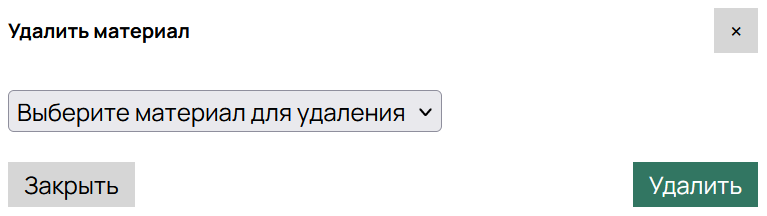 Удалить материал ×
Выберите материал для удаления
Закрыть Удалить